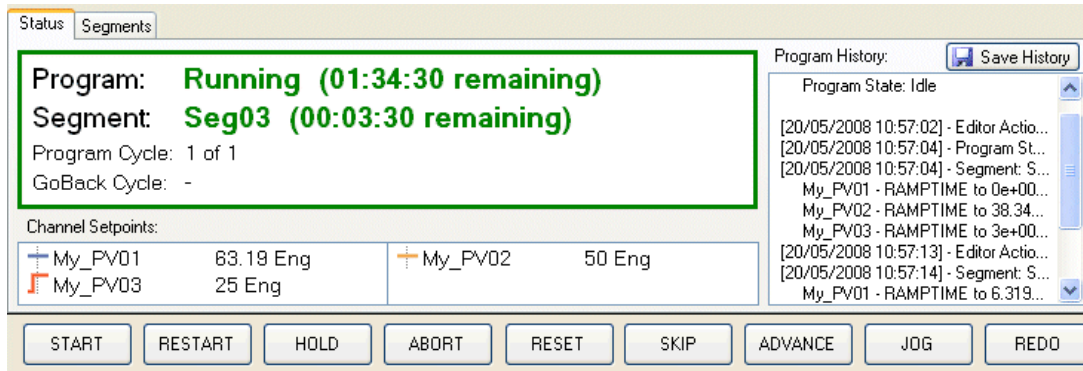 Status Segments
Program: Running (01:34:30 remaining)
Segment: Seg03 (00:03:30 remaining)
Program Cycle: 1 of 1
GoBack Cycle: -
Channel Setpoints:
My_PV01 63.19 Eng My_PV02 50 Eng
My_PV03 25 Eng
Program History: Save History
Program State: Idle
[20/05/2008 10:57:02] - Editor Actio...
[20/05/2008 10:57:04] - Program St...
[20/05/2008 10:57:04] - Segment: S...
My_PV01 - RAMPTIME to 0e+00...
My_PV02 - RAMPTIME to 38.34...
My_PV03 - RAMPTIME to 3e+00...
[20/05/2008 10:57:13] - Editor Actio...
[20/05/2008 10:57:14] - Segment: S...
My_PV01 - RAMPTIME to 6.319...
START RESTART HOLD ABORT RESET SKIP ADVANCE JOG REDO